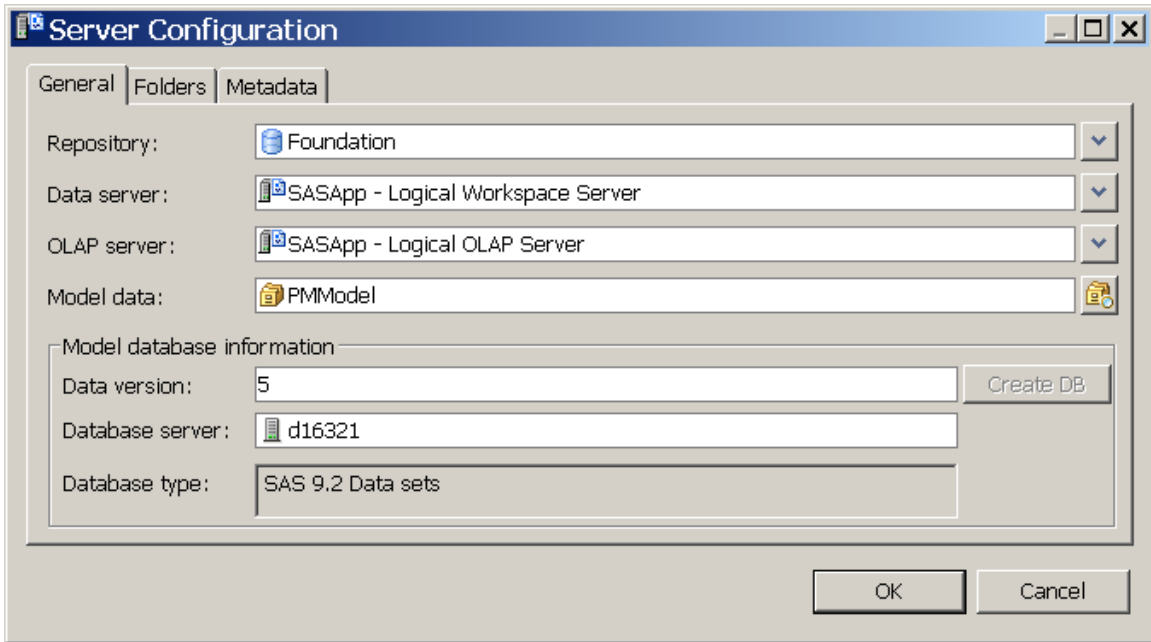 Server Configuration
General Folders Metadata
Repository: Foundation
Data server: SASApp - Logical Workspace Server
OLAP server: SASApp - Logical OLAP Server
Model data: PMModel
Model database information
Data version: 5 Create DB
Database server: d16321
Database type: SAS 9.2 Data sets
OK Cancel